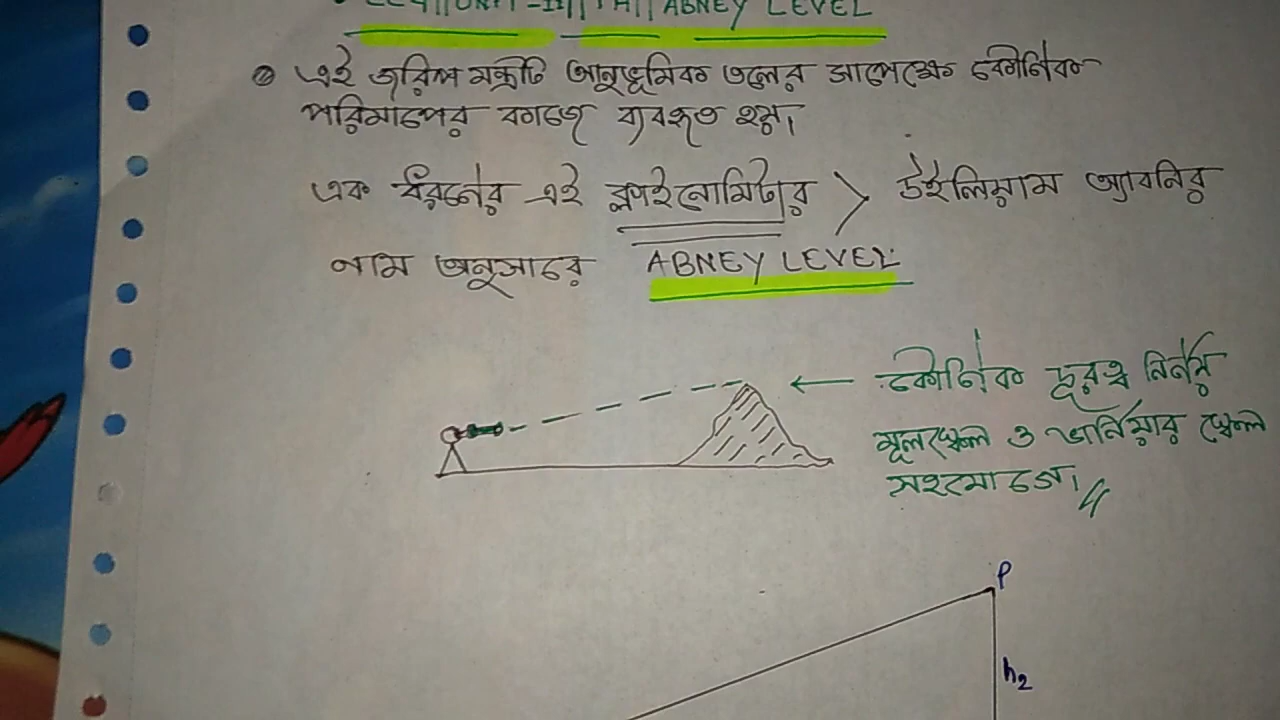 ABNEY LEVEL
এই জরিপ যন্ত্রটি আনুভূমিক তলের সাপেক্ষে কৌণিক
পরিমাপের কাজে ব্যবহৃত হয়।
এক ধরনের এই ক্লাইনোমিটার > উইলিয়াম অ্যাবনির
নাম অনুসারে ABNEY LEVEL
← কৌণিক দূরত্ব নির্ণয়
মূলস্কেল ও ভার্নিয়ার স্কেল
সহযোগে।
P
h₂